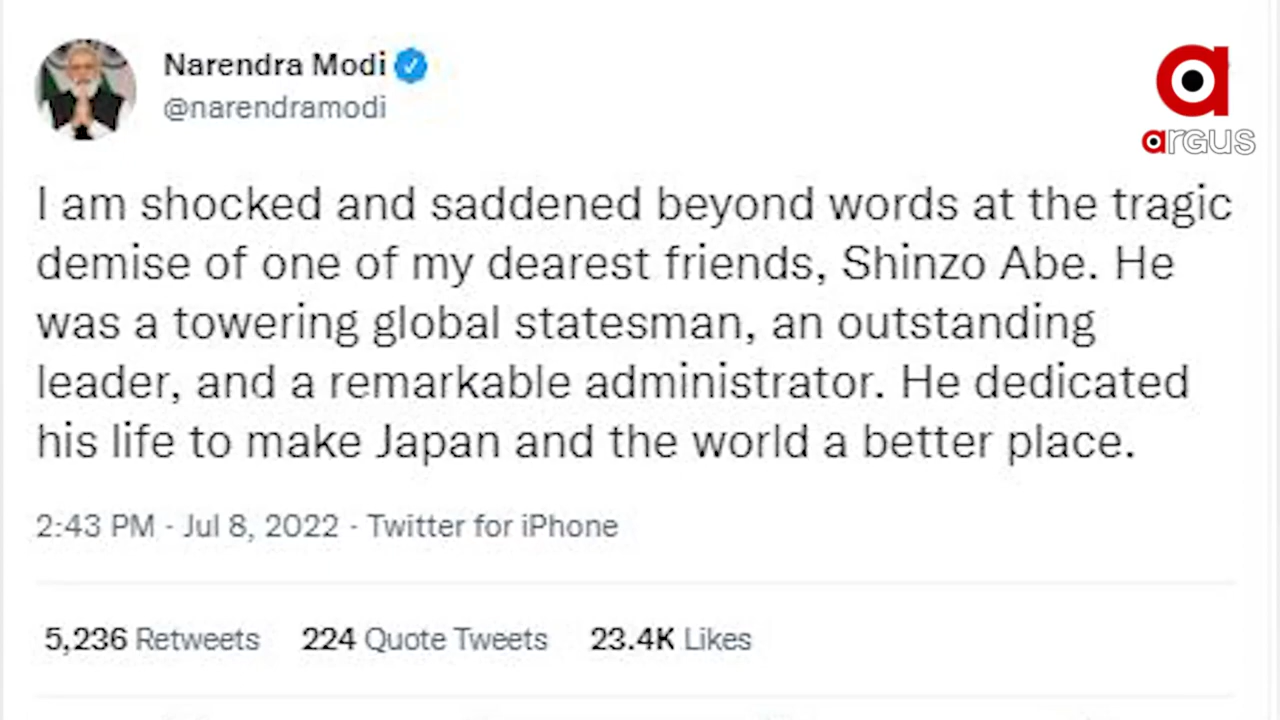 Narendra Modi
@narendramodi
argus
I am shocked and saddened beyond words at the tragic
demise of one of my dearest friends, Shinzo Abe. He
was a towering global statesman, an outstanding
leader, and a remarkable administrator. He dedicated
his life to make Japan and the world a better place.
2:43 PM · Jul 8, 2022 · Twitter for iPhone
5,236 Retweets 224 Quote Tweets 23.4K Likes